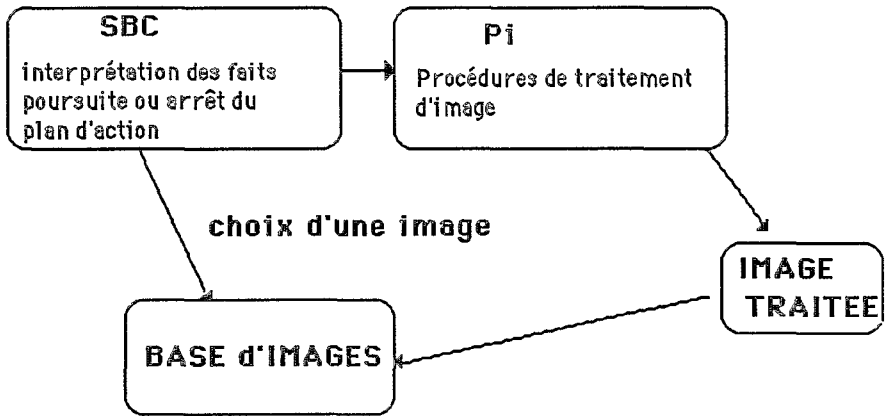 SBC
interprétation des faits
poursuite ou arrêt du
plan d'action
Pi
Procédures de traitement
d'image
choix d'une image
IMAGE
TRAITEE
BASE d'IMAGES